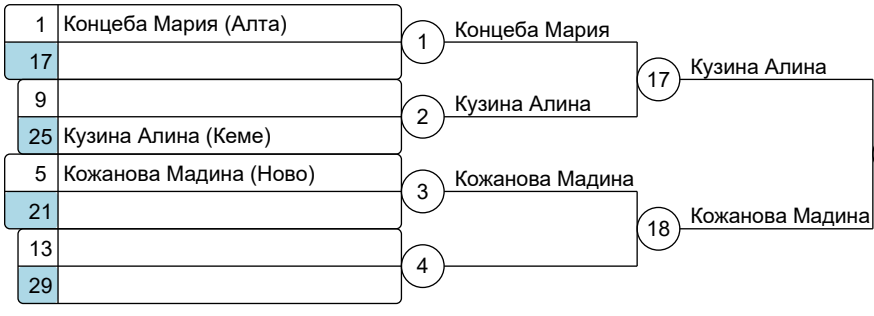 1 Концеба Мария (Алта)
17
1 Концеба Мария
9
25 Кузина Алина (Кеме)
2 Кузина Алина
17 Кузина Алина
5 Кожанова Мадина (Ново)
21
3 Кожанова Мадина
13
29
4
18 Кожанова Мадина